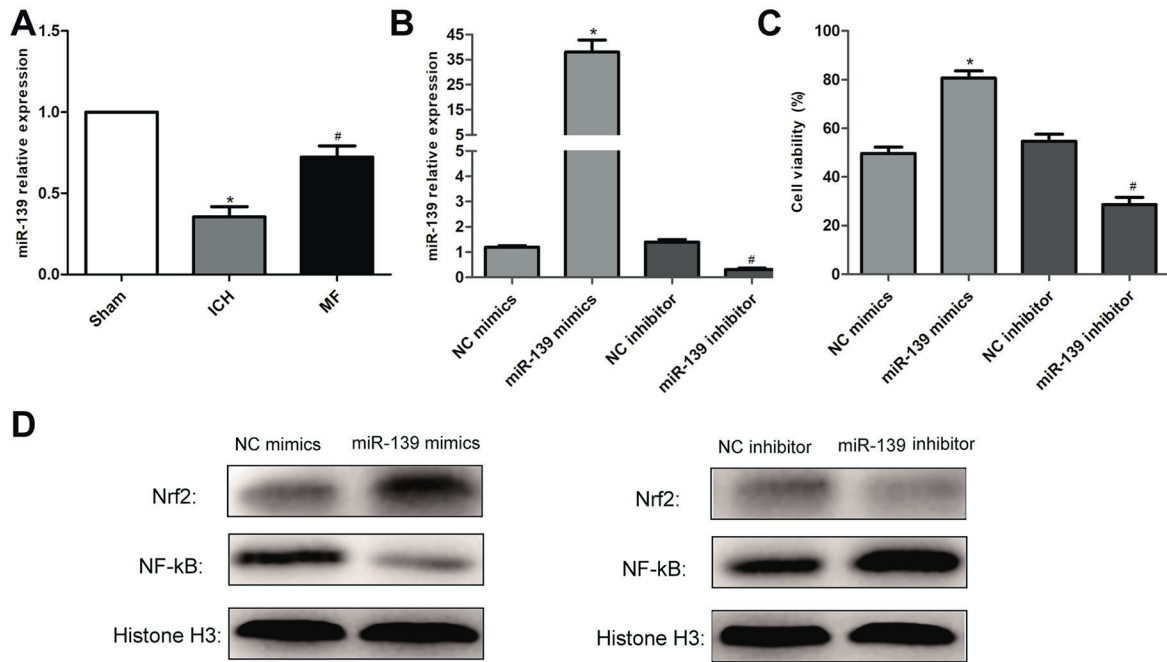 A
miR-139 relative expression
1.5
1.0
0.5
0.0
*
#
Sham
ICH
MF
B
miR-139 relative expression
45
35
25
15
5
5
4
3
2
1
0
*
#
NC mimics
miR-139 mimics
NC inhibitor
miR-139 inhibitor
C
Cell viability (%)
100
80
60
40
20
0
*
#
NC mimics
miR-139 mimics
NC inhibitor
miR-139 inhibitor
D
NC mimics miR-139 mimics
Nrf2:
NF-kB:
Histone H3:
NC inhibitor miR-139 inhibitor
Nrf2:
NF-kB:
Histone H3: